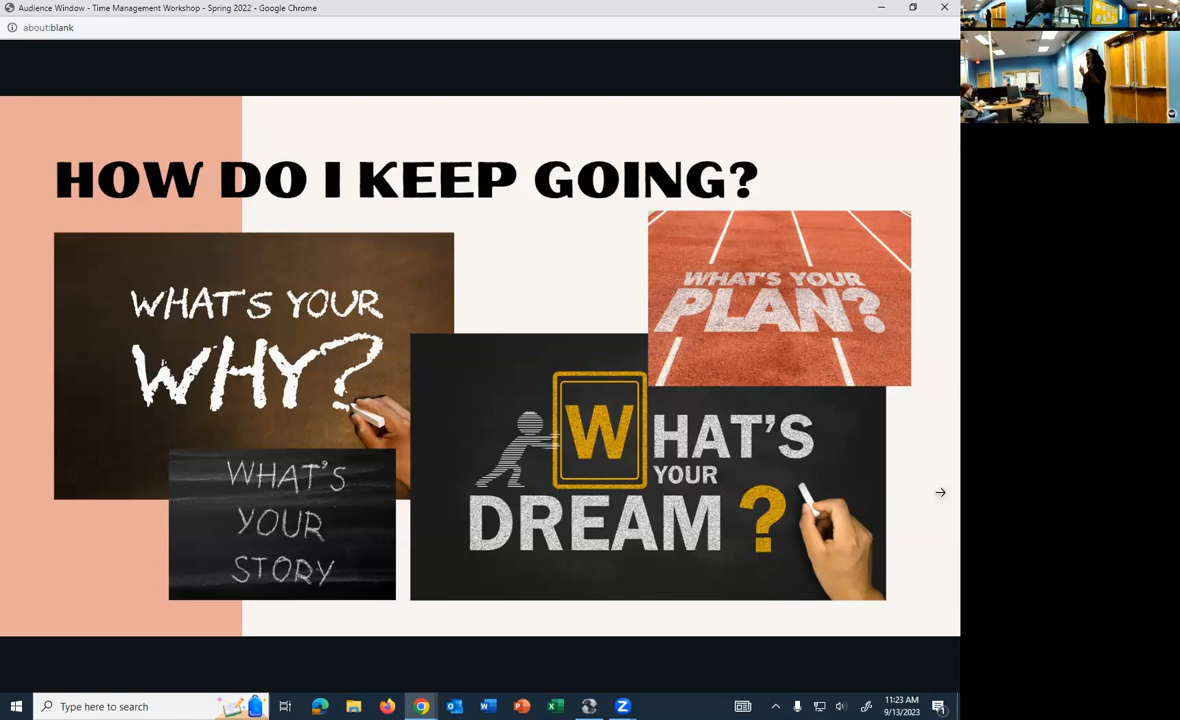 Audience Window - Time Management Workshop - Spring 2022 - Google Chrome
about:blank
HOW DO I KEEP GOING?
WHAT'S YOUR
WHY?
WHAT'S YOUR
PLAN?
WHAT'S
YOUR
STORY
WHAT'S
YOUR
DREAM?
Type here to search
11:23 AM
9/13/2023